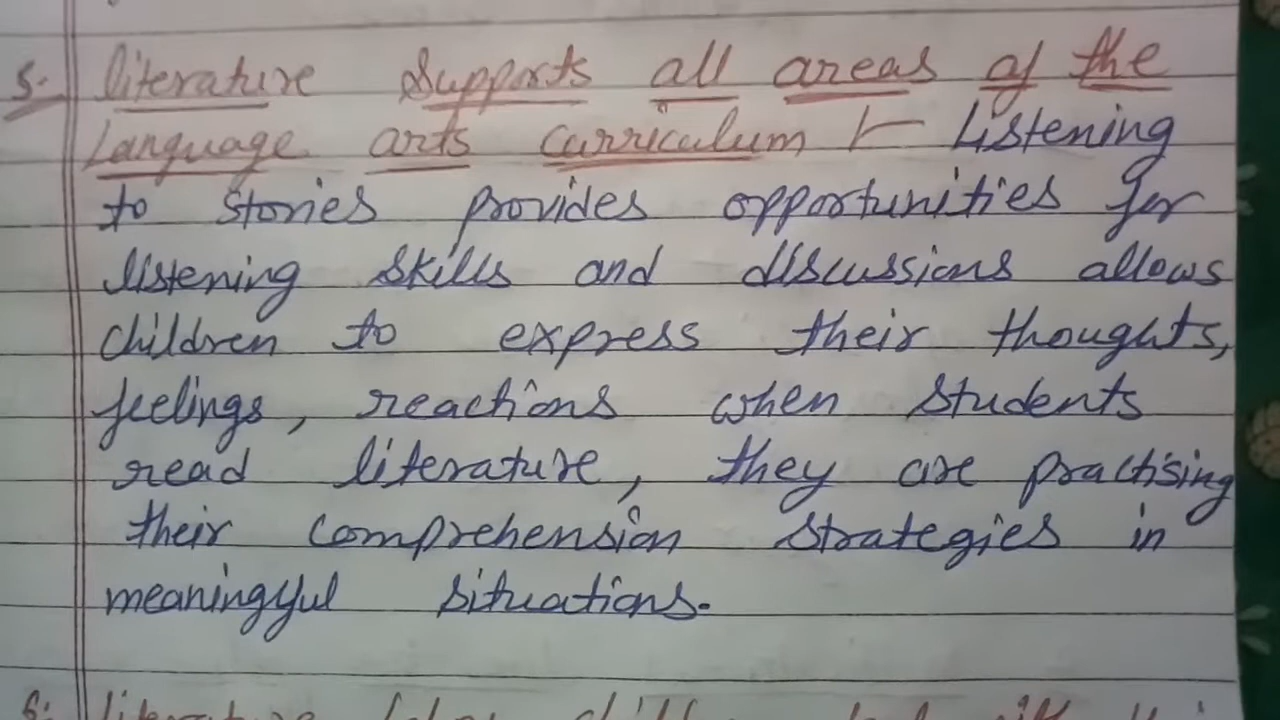 5. literature supports all areas of the
Language arts curriculum :- Listening
to stories provides opportunities for
listening skills and discussions allows
children to express their thoughts,
feelings, reactions when students
read literature, they are practising
their comprehension strategies in
meaningful situations.
6. literature